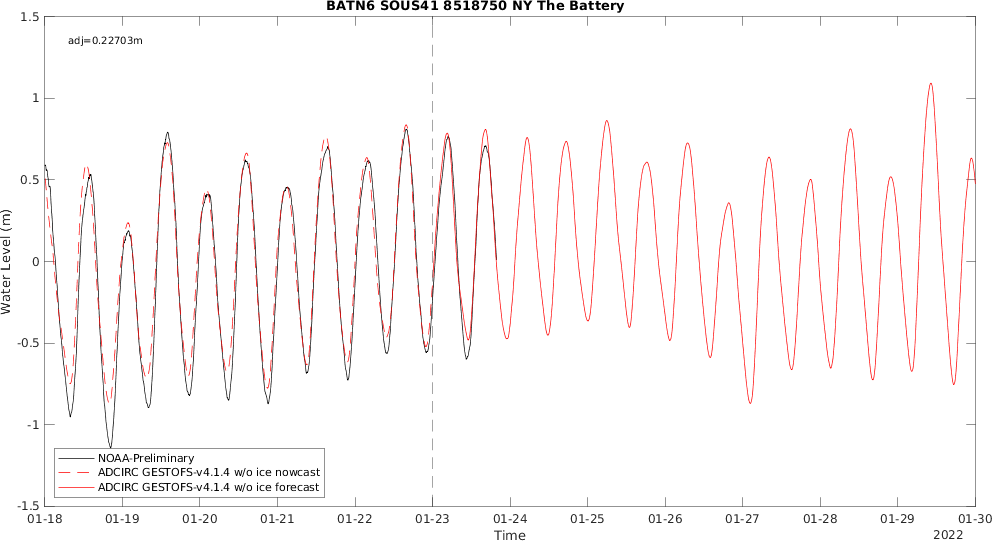 BATN6 SOUS41 8518750 NY The Battery
adj=0.22703m
1.5
1
0.5
0
-0.5
-1
-1.5
Water Level (m)
NOAA-Preliminary
ADCIRC GESTOFS-v4.1.4 w/o ice nowcast
ADCIRC GESTOFS-v4.1.4 w/o ice forecast
01-18 01-19 01-20 01-21 01-22 01-23 01-24 01-25 01-26 01-27 01-28 01-29 01-30
Time
2022